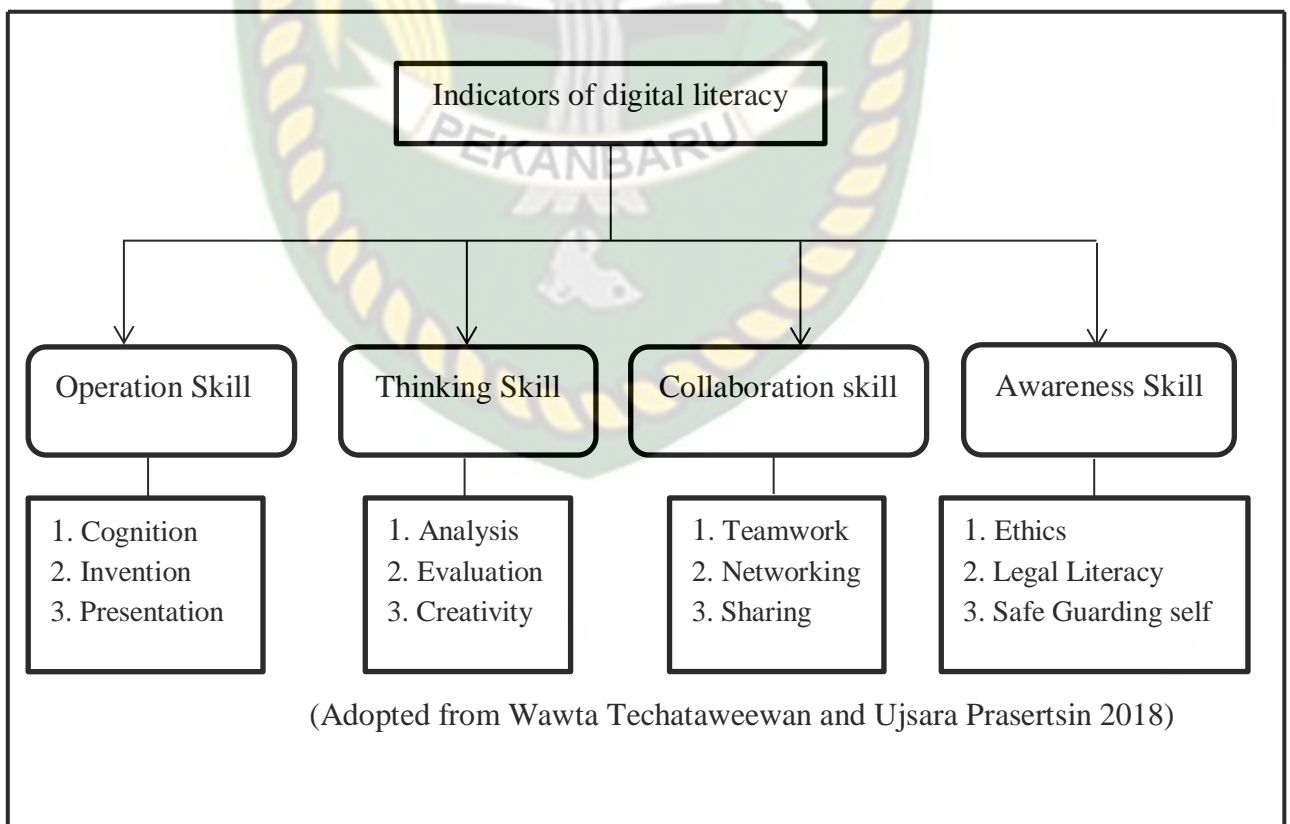 Indicators of digital literacy
PEKANBARU
Operation Skill
Thinking Skill
Collaboration skill
Awareness Skill
1. Cognition
2. Invention
3. Presentation
1. Analysis
2. Evaluation
3. Creativity
1. Teamwork
2. Networking
3. Sharing
1. Ethics
2. Legal Literacy
3. Safe Guarding self
(Adopted from Wawta Techataweewan and Ujsara Prasertsin 2018)